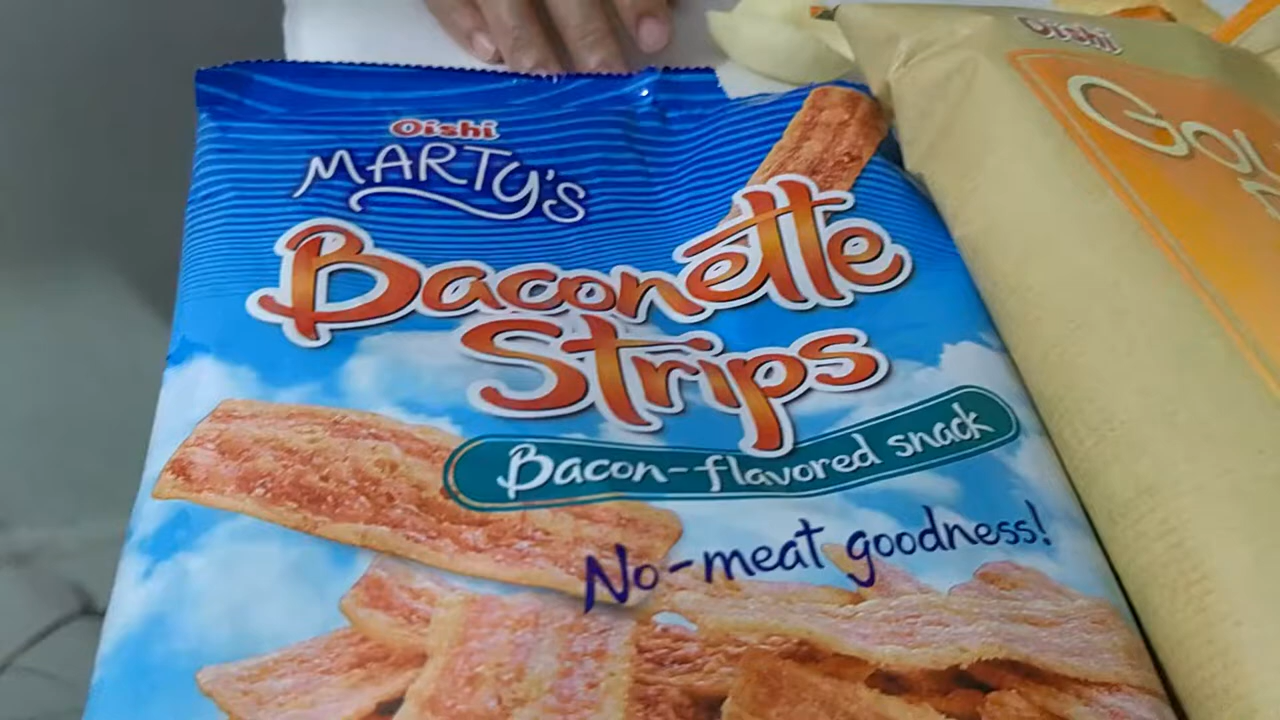 Oishi
MARTY'S
Baconette
Strips
Bacon-flavored snack
No-meat goodness!
Oishi